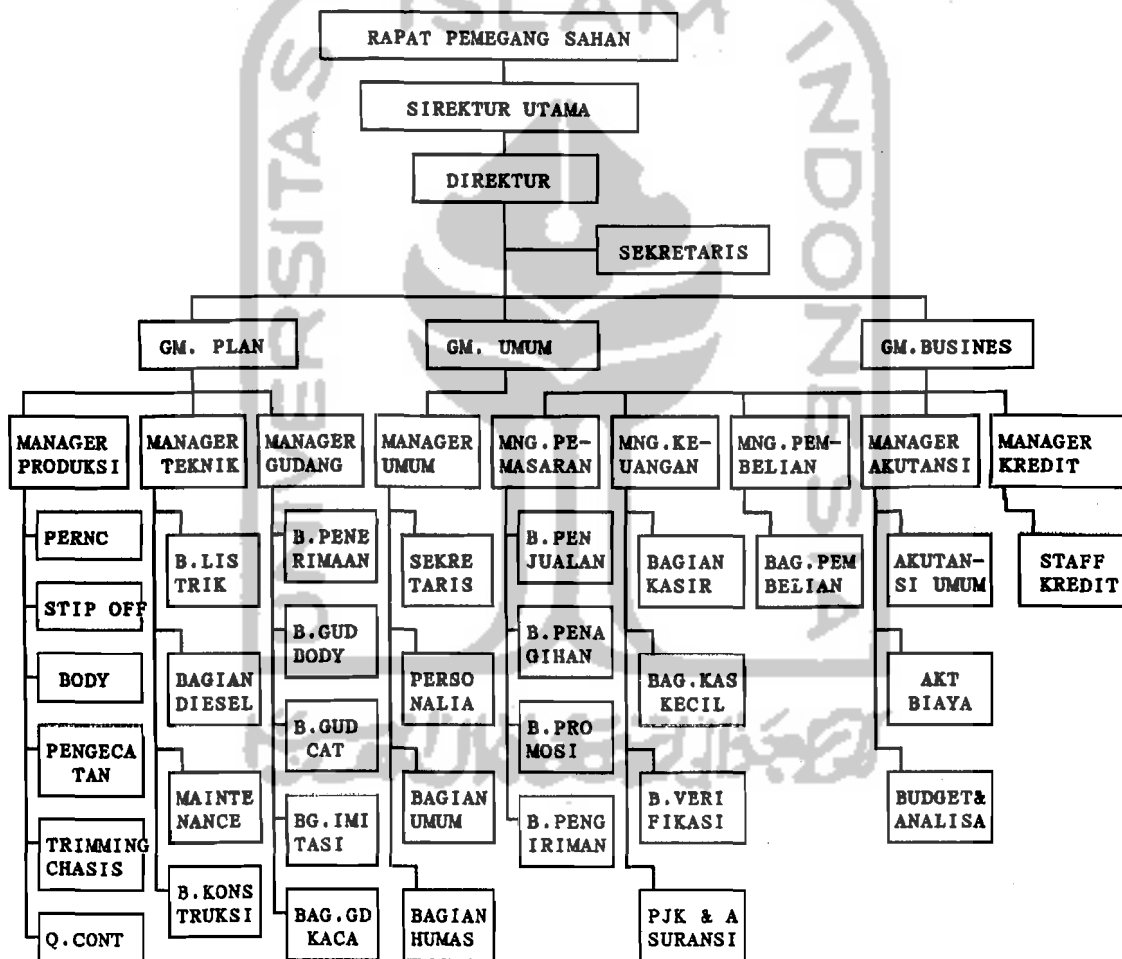 ISLAM
UNIVERSITAS
INDONESIA
RAPAT PEMEGANG SAHAN
SIREKTUR UTAMA
DIREKTUR
SEKRETARIS
GM. PLAN
GM. UMUM
GM.BUSINES
MANAGER
PRODUKSI
MANAGER
TEKNIK
MANAGER
GUDANG
MANAGER
UMUM
MNG.PE-
MASARAN
MNG.KE-
UANGAN
MNG.PEM-
BELIAN
MANAGER
AKUTANSI
MANAGER
KREDIT
PERNC
STIP OFF
BODY
PENGECA
TAN
TRIMMING
CHASIS
Q.CONT
B.LIS
TRIK
BAGIAN
DIESEL
MAINTE
NANCE
B.KONS
TRUKSI
B.PENE
RIMAAN
B.GUD
BODY
B.GUD
CAT
BG.IMI
TASI
BAG.GD
KACA
SEKRE
TARIS
PERSO
NALIA
BAGIAN
UMUM
BAGIAN
HUMAS
B.PEN
JUALAN
B.PENA
GIHAN
B.PRO
MOSI
B.PENG
IRIMAN
BAGIAN
KASIR
BAG.KAS
KECIL
B.VERI
FIKASI
PJK & A
SURANSI
BAG.PEM
BELIAN
AKUTAN-
SI UMUM
AKT
BIAYA
BUDGET&
ANALISA
STAFF
KREDIT